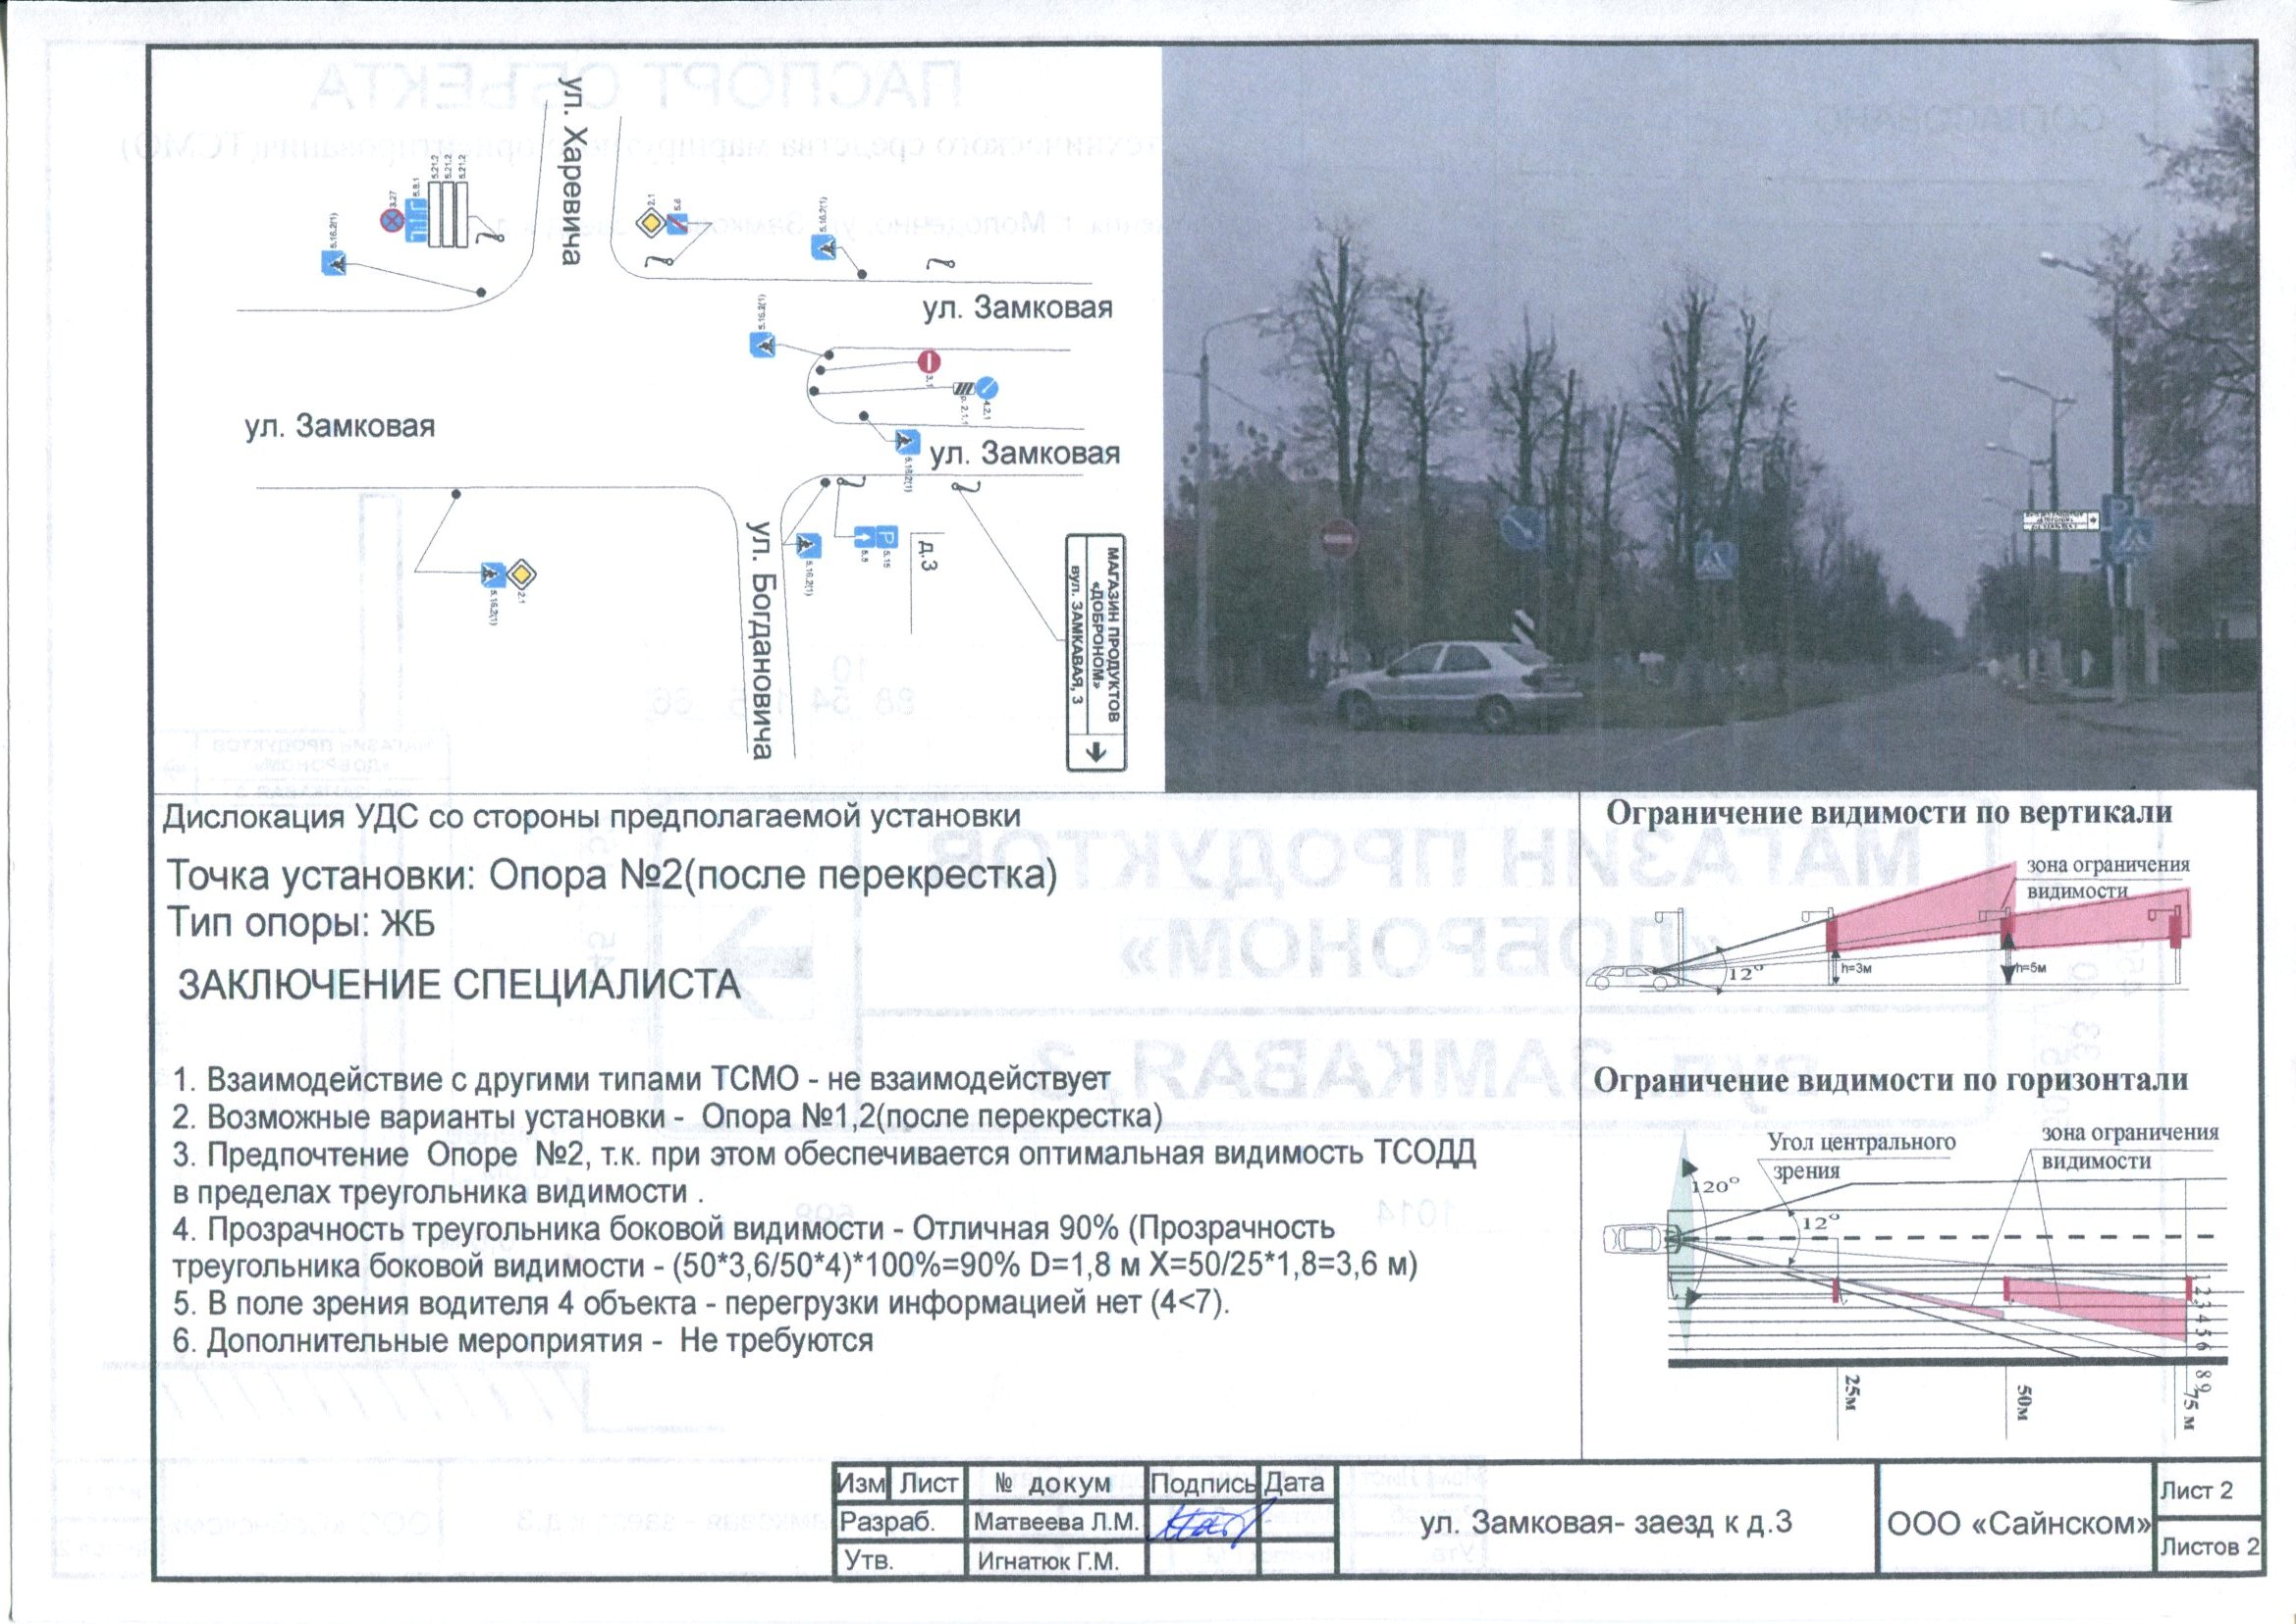 ул. Харевича
5.16.2(1)
3.27
5.8.1
5.21.2
5.21.2
5.21.2
2.1
5.6
5.16.2(1)
ул. Замковая
5.16.2(1)
3.1
р. 2.1.1
4.2.1
ул. Замковая
5.16.2(1)
ул. Замковая
5.16.2(1)
2.1
ул. Богдановича
5.16.2(1)
5.5
5.15
P
д.3
МАГАЗИН ПРОДУКТОВ
«ДОБРОНОМ»
вул. ЗАМКАВАЯ, 3
P
Дислокация УДС со стороны предполагаемой установки
Точка установки: Опора №2(после перекрестка)
Тип опоры: ЖБ
ЗАКЛЮЧЕНИЕ СПЕЦИАЛИСТА
1. Взаимодействие с другими типами ТСМО - не взаимодействует
2. Возможные варианты установки - Опора №1,2(после перекрестка)
3. Предпочтение Опоре №2, т.к. при этом обеспечивается оптимальная видимость ТСОДД
в пределах треугольника видимости .
4. Прозрачность треугольника боковой видимости - Отличная 90% (Прозрачность
треугольника боковой видимости - (50*3,6/50*4)*100%=90% D=1,8 м X=50/25*1,8=3,6 м)
5. В поле зрения водителя 4 объекта - перегрузки информацией нет (4<7).
6. Дополнительные мероприятия - Не требуются
Ограничение видимости по вертикали
зона ограничения
видимости
12°
h=3м
h=5м
Ограничение видимости по горизонтали
Угол центрального
зрения
зона ограничения
видимости
120°
12°
1 2 3 4 5 6
8 9
25м
50м
75 м
Изм Лист № докум Подпись Дата
Разраб. Матвеева Л.М.
Утв. Игнатюк Г.М.
ул. Замковая- заезд к д.3
ООО «Сайнском»
Лист 2
Листов 2